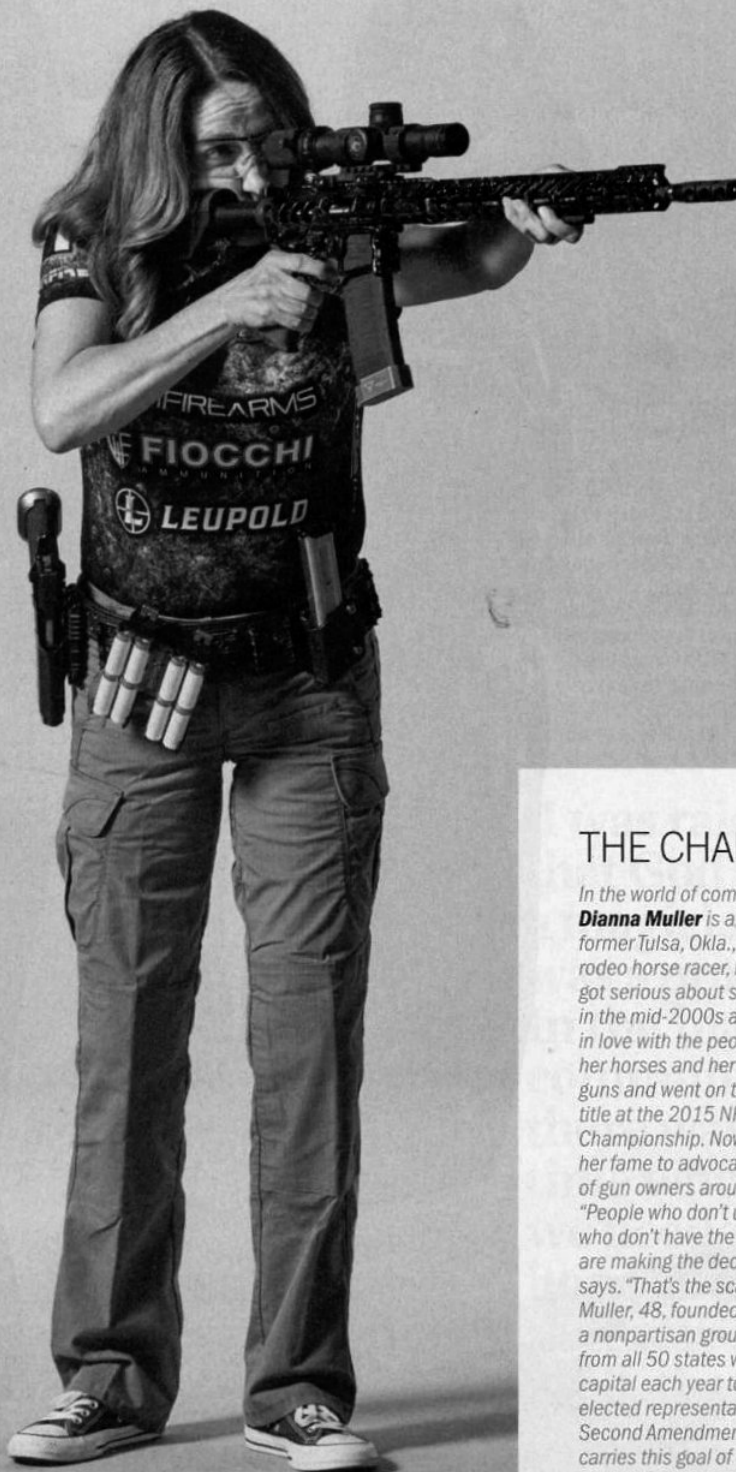 FIREARMS
FIOCCHI
AMMUNITION
LEUPOLD
THE CHA
In the world of com
Dianna Muller is a
former Tulsa, Okla.,
rodeo horse racer,
got serious about s
in the mid-2000s a
in love with the peo
her horses and her
guns and went on t
title at the 2015 N
Championship. Nov
her fame to advoca
of gun owners arou
“People who don’t u
who don’t have the
are making the dec
says. “That’s the sca
Muller, 48, founded
a nonpartisan grou
from all 50 states w
capital each year to
elected representa
Second Amendmen
carries this goal of